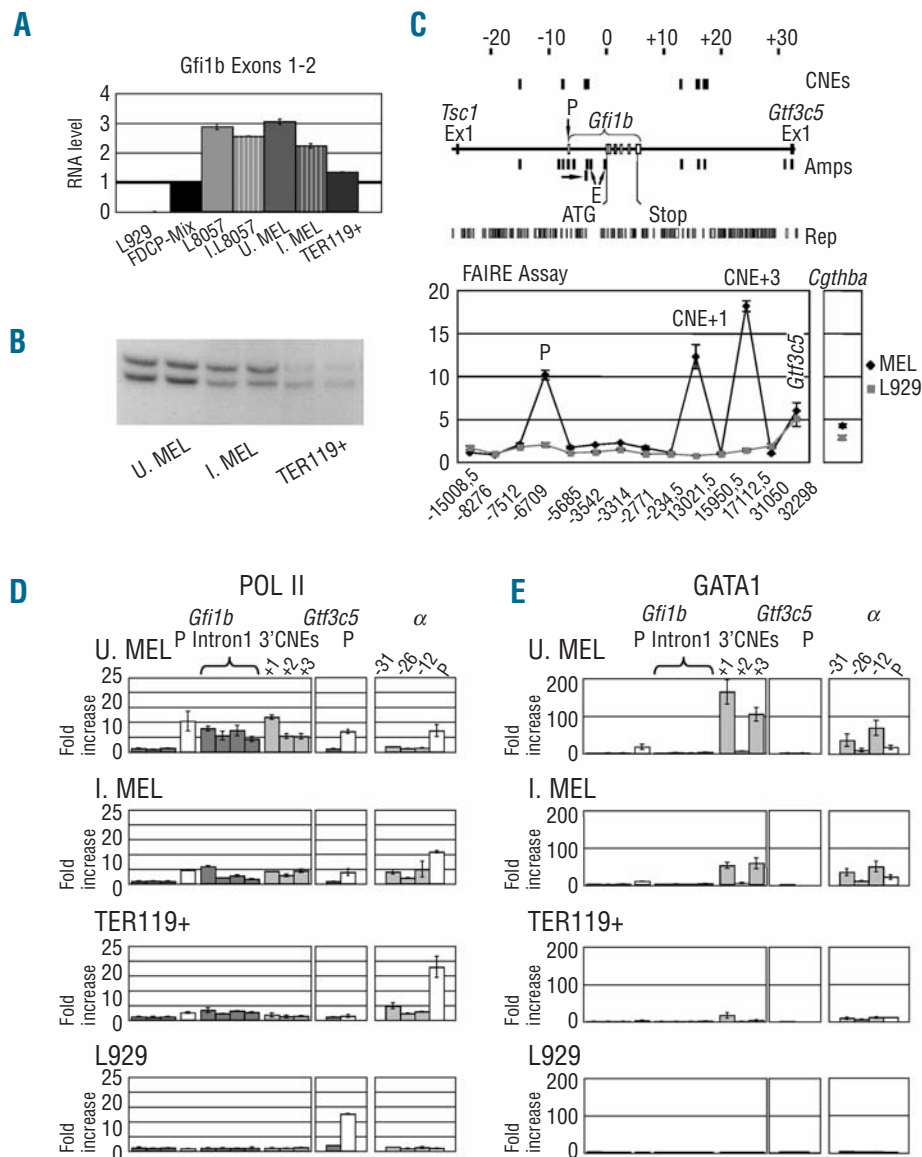 A
Gfi1b Exons 1-2
RNA level
4
3
2
1
0
L929
FDCP-Mix
L8057
I.L8057
U. MEL
I. MEL
TER119+
B
U. MEL I. MEL TER119+
C
-20 -10 0 +10 +20 +30
CNEs
Tsc1 Ex1
P
Gfi1b
Gtf3c5 Ex1
Amps
E
ATG Stop
Rep
FAIRE Assay
CNE+3
Cgthba
CNE+1
P
Gtf3c5
20
15
10
5
0
MEL
L929
-15008,5
-8276
-7512
-6709
-5685
-3542
-3314
-2771
-234,5
13021,5
15950,5
17112,5
31050
32298
D
POL II
Gfi1b Gtf3c5 α
P Intron1 3'CNEs P
+1 +2 +3
-31 -26 -12 P
U. MEL
Fold increase
25
20
15
10
5
0
I. MEL
Fold increase
25
20
15
10
5
0
TER119+
Fold increase
25
20
15
10
5
0
L929
Fold increase
25
20
15
10
5
0
E
GATA1
Gfi1b Gtf3c5 α
P Intron1 3'CNEs P
+1 +2 +3
-31 -26 -12 P
U. MEL
Fold increase
200
100
0
I. MEL
Fold increase
200
100
0
TER119+
Fold increase
200
100
0
L929
Fold increase
200
100
0